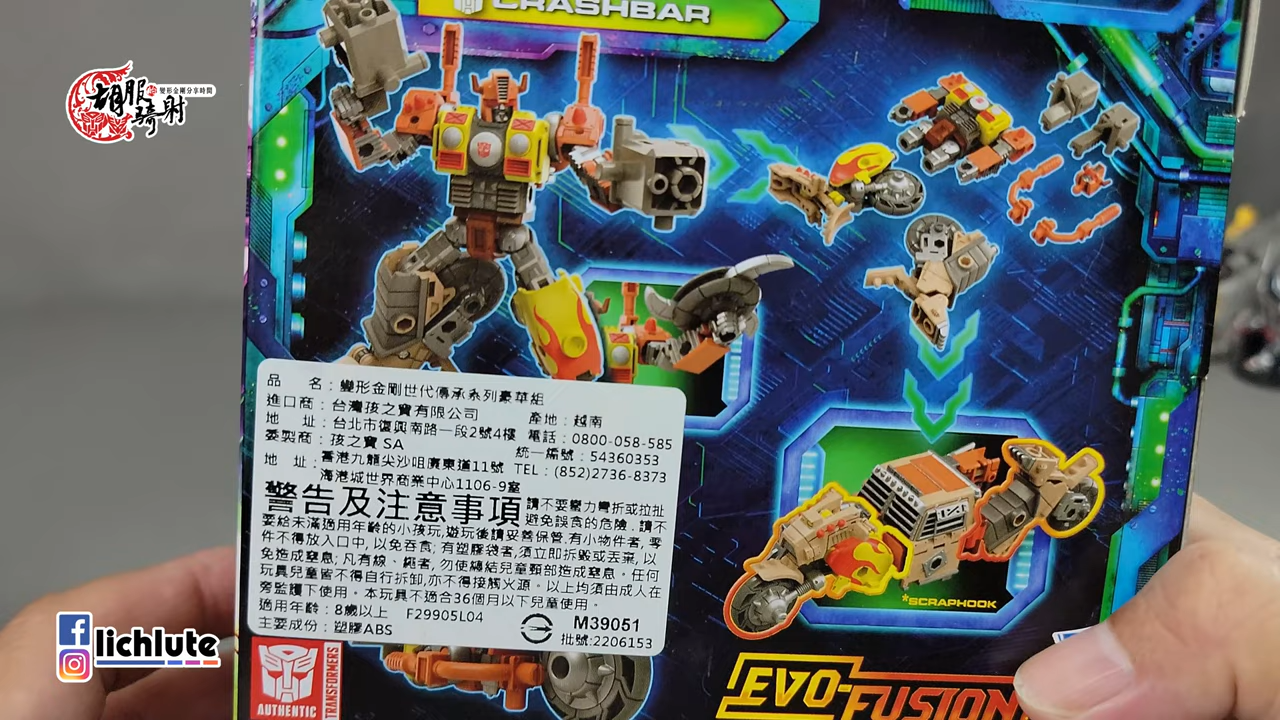 CRASHBAR
胡服騎射
變形金剛分享時間
品　　名：變形金剛世代傳承系列豪華組
進口商：台灣孩之寶有限公司　產地：越南
地　　址：台北市復興南路一段2號4樓　電話：0800-058-585
委製商：孩之寶 SA　統一編號：54360353
地　址：香港九龍尖沙咀廣東道11號　TEL：(852)2736-8373
海港城世界商業中心1106-9室
警告及注意事項
請不要蠻力彎折或拉扯
避免誤食的危險．請不
要給未滿適用年齡的小孩玩,遊玩後請妥善保管.有小物件者，零
件不得放入口中，以免吞食；有塑膠袋者，須立即拆毀或丟棄，以
免造成窒息；凡有線、繩者，勿使纏結兒童頸部造成窒息。任何
玩具兒童皆不得自行拆卸,亦不得接觸火源。以上均須由成人在
旁監護下使用。本玩具不適合36個月以下兒童使用。
適用年齡：8歲以上　F29905L04
主要成份：塑膠ABS
M39051
批號:2206153
*SCRAPHOOK
lichlute
AUTHENTIC
TRANSFORMERS
EVO-FUSION